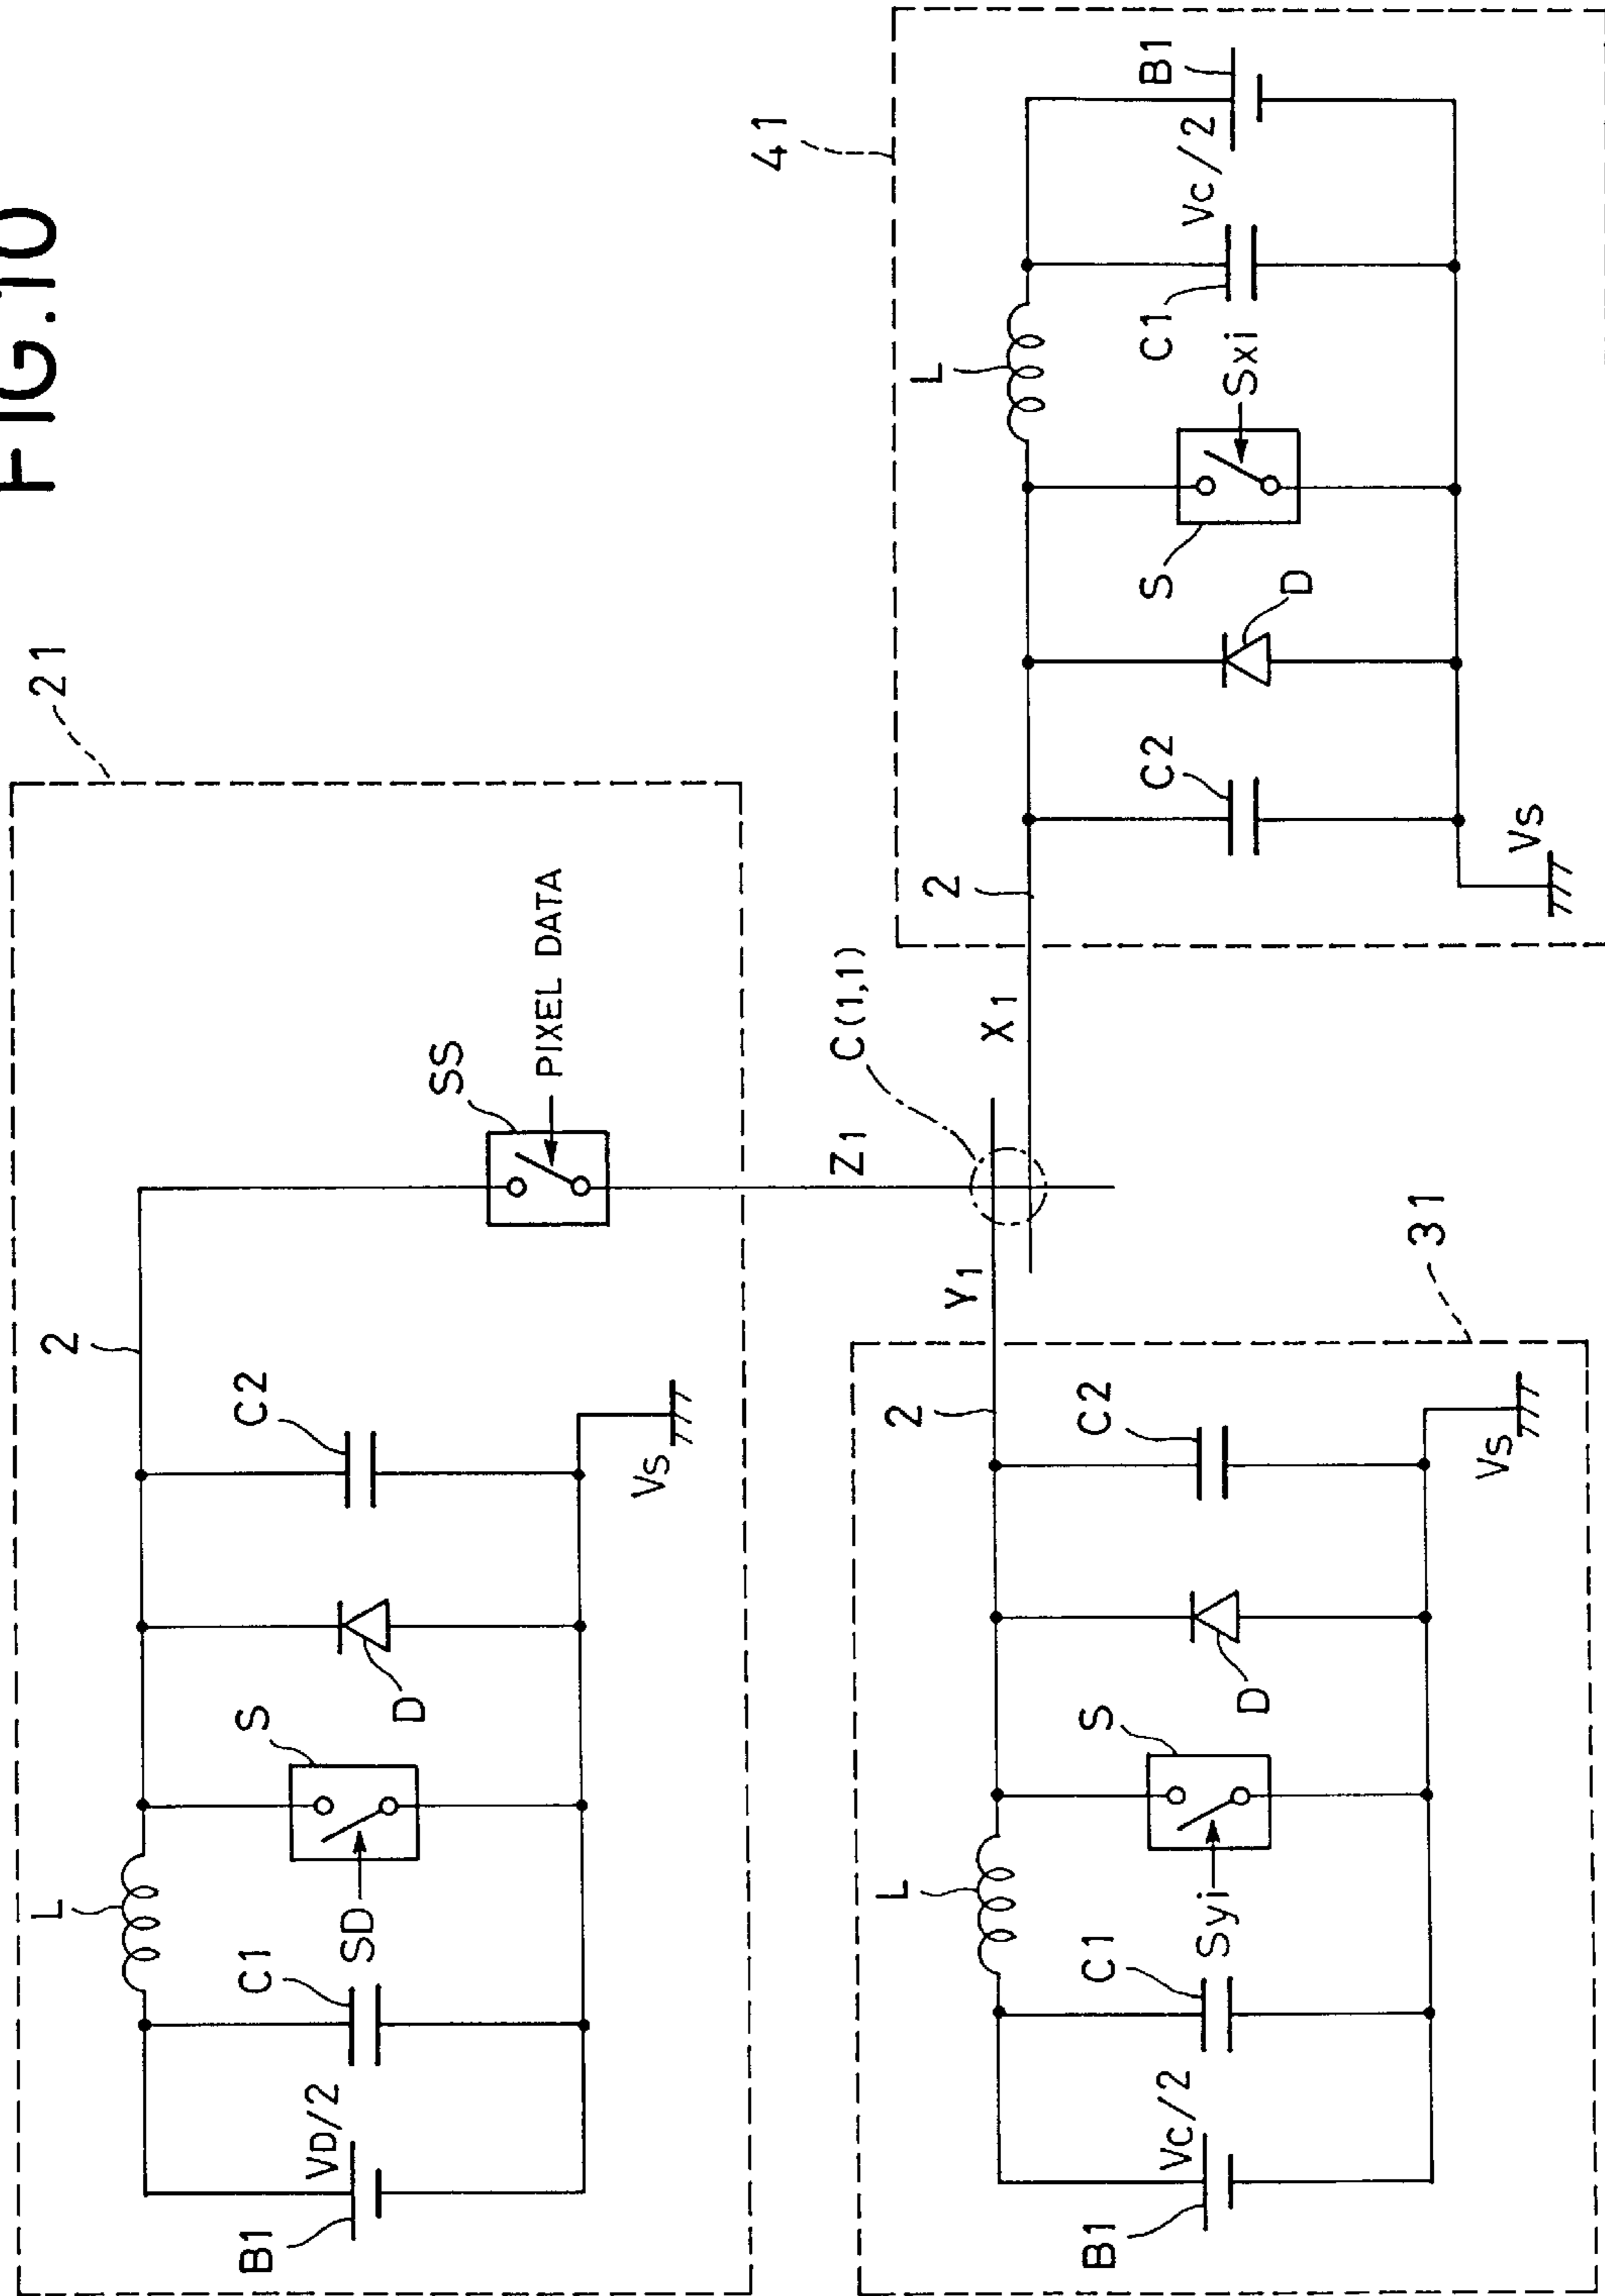 FIG.10
21
2
L
S
C2
SS
C1
SD
D
PIXEL DATA
B1
VD/2
Vs
Z1
C(1,1)
Y1
X1
31
2
L
S
C2
C1
Syi
D
B1
Vc/2
Vs
41
2
L
C2
S
D
C1
Sxi
Vc/2
B1
Vs